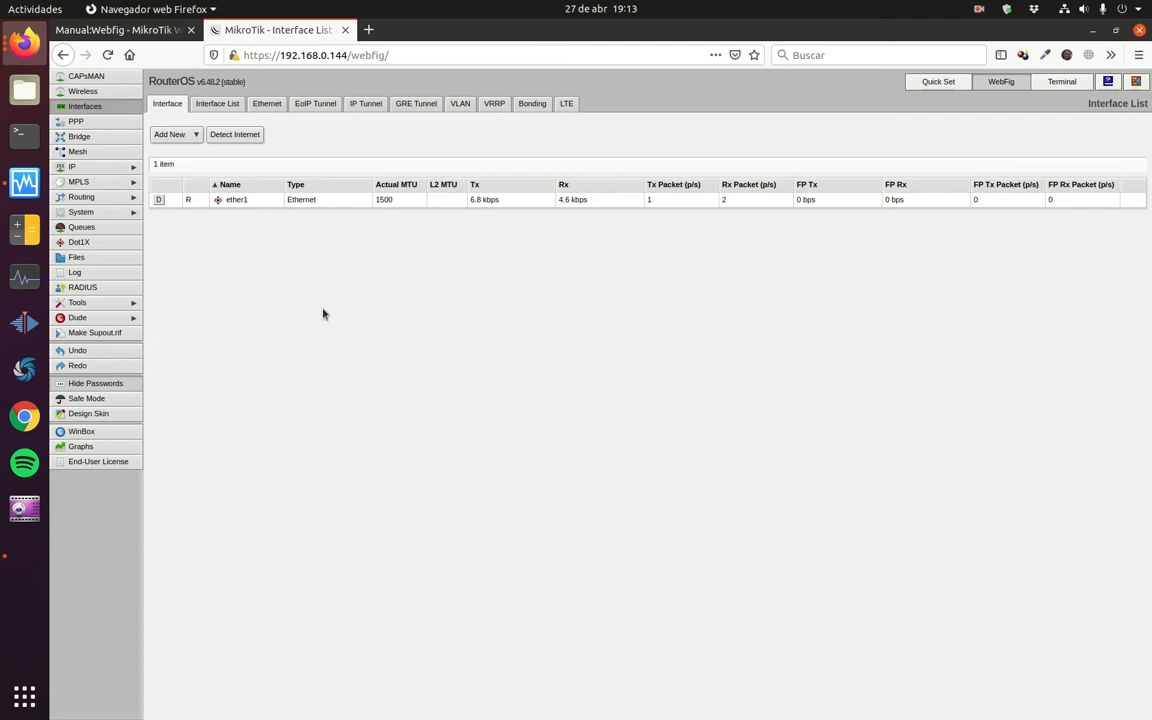 Actividades Navegador web Firefox 27 de abr 19:13
Manual:Webfig - MikroTik W MikroTik - Interface List
https://192.168.0.144/webfig/ Buscar
RouterOS v6.48.2 (stable) Quick Set WebFig Terminal
Interface Interface List Ethernet EoIP Tunnel IP Tunnel GRE Tunnel VLAN VRRP Bonding LTE Interface List
Add New Detect Internet
1 item
Name Type Actual MTU L2 MTU Tx Rx Tx Packet (p/s) Rx Packet (p/s) FP Tx FP Rx FP Tx Packet (p/s) FP Rx Packet (p/s)
D R ether1 Ethernet 1500 6.8 kbps 4.6 kbps 1 2 0 bps 0 bps 0 0
CAPsMAN
Wireless
Interfaces
PPP
Bridge
Mesh
IP
MPLS
Routing
System
Queues
Dot1X
Files
Log
RADIUS
Tools
Dude
Make Supout.rif
Undo
Redo
Hide Passwords
Safe Mode
Design Skin
WinBox
Graphs
End-User License